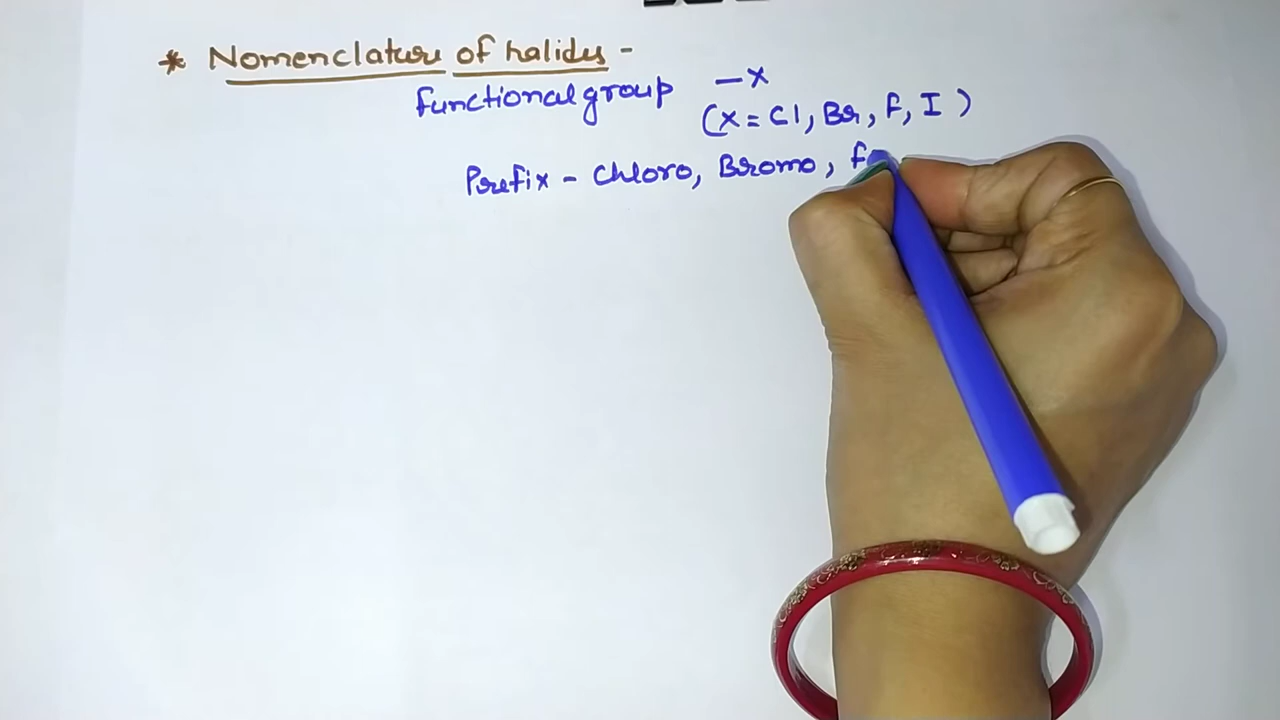 * Nomenclature of halides -
functional group -X
(X = Cl, Br, F, I)
Prefix - Chloro, Bromo,